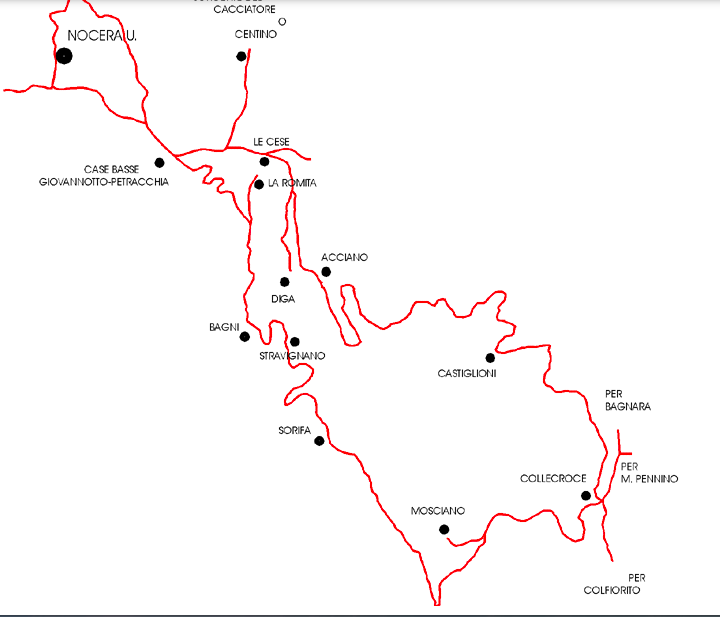 CACCIATORE
CENTINO
NOCERA U.
LE CESE
CASE BASSE
GIOVANNOTTO-PETRACCHIA
LA ROMITA
ACCIANO
DIGA
BAGNI
STRAVIGNANO
CASTIGLIONI
PER
BAGNARA
SORIFA
PER
M. PENNINO
COLLECROCE
MOSCIANO
PER
COLFIORITO